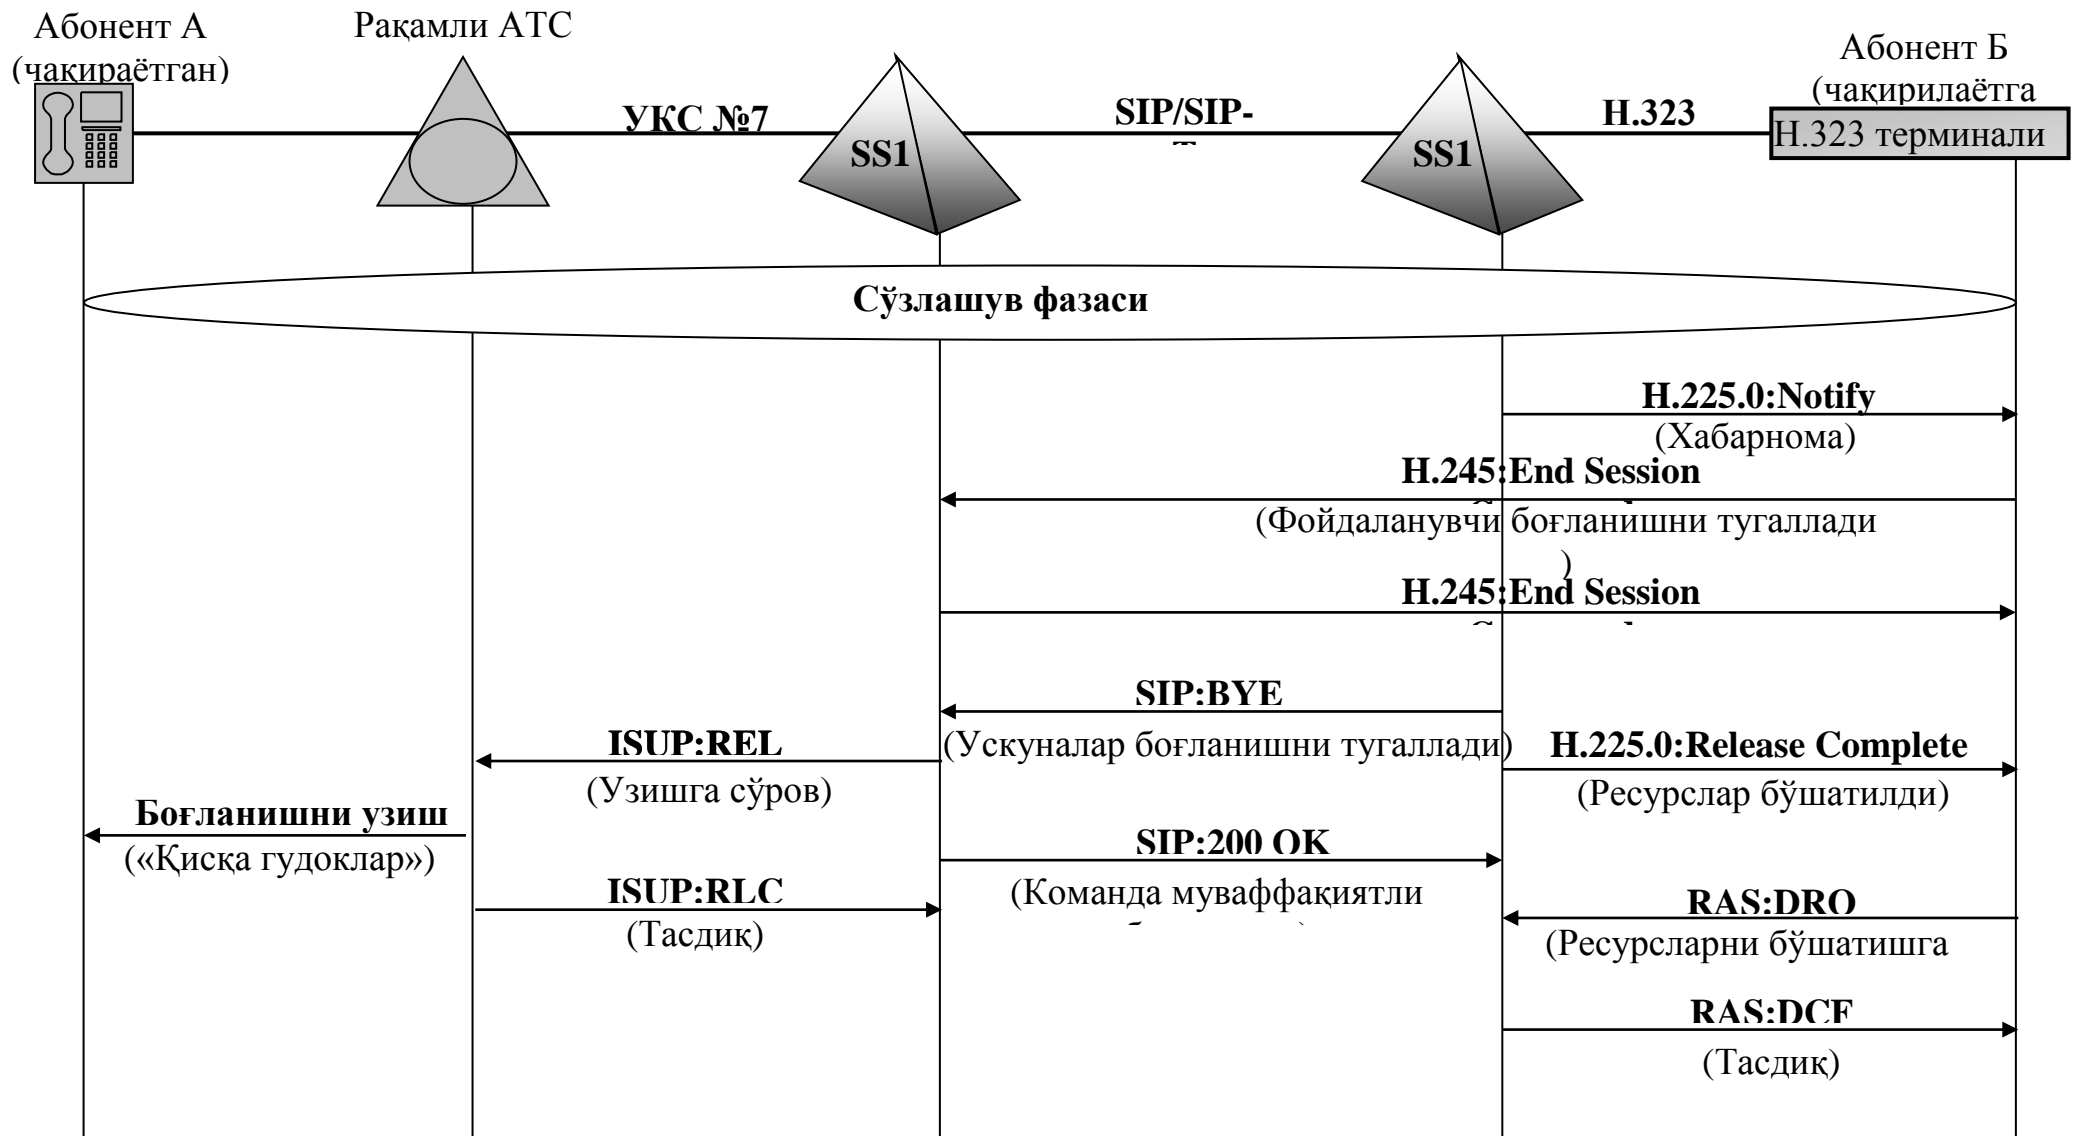 Абонент А
(чақираётган)
Рақамли АТС
Абонент Б
(чақирилаётга
УКС №7
SIP/SIP-
H.323
Н.323 терминали
SS1
SS1
Сўзлашув фазаси
H.225.0:Notify
(Хабарнома)
H.245:End Session
(Фойдаланувчи боғланишни тугаллади
)
H.245:End Session
SIP:BYE
(Ускуналар боғланишни тугаллади)
ISUP:REL
(Узишга сўров)
H.225.0:Release Complete
(Ресурслар бўшатилди)
Боғланишни узиш
(«Қисқа гудоклар»)
SIP:200 OK
(Команда муваффақиятли
ISUP:RLC
(Тасдиқ)
RAS:DRQ
(Ресурсларни бўшатишга
RAS:DCF
(Тасдиқ)